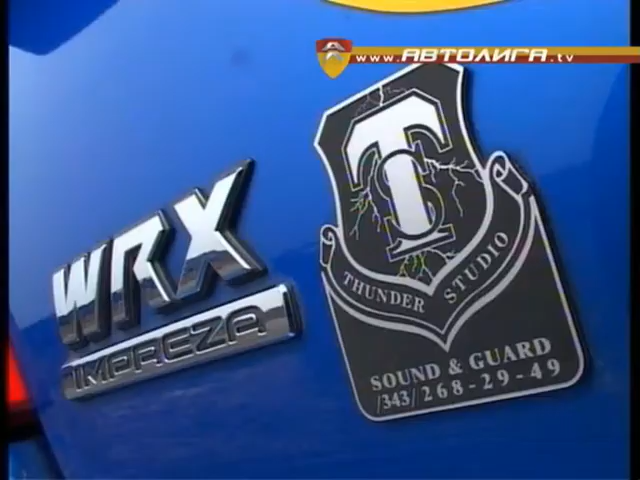 www.АВТОЛИГА.tv
TS
THUNDER STUDIO
WRX
IMPREZA
SOUND & GUARD
/343/ 268-29-49